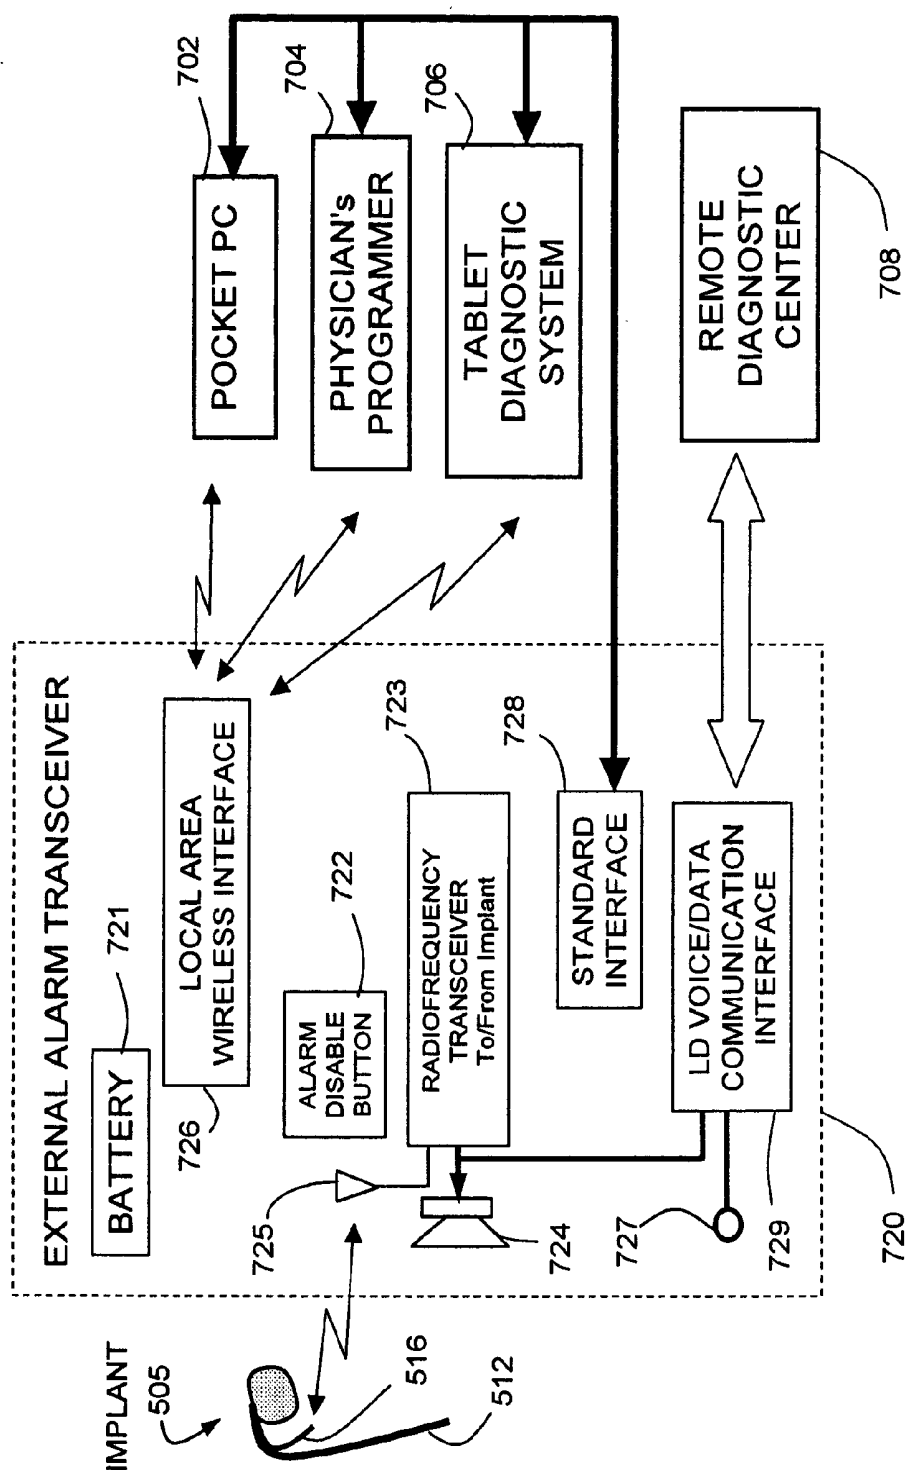 IMPLANT
505
516
512
EXTERNAL ALARM TRANSCEIVER
BATTERY
721
LOCAL AREA
WIRELESS INTERFACE
726
ALARM
DISABLE
BUTTON
722
725
RADIOFREQUENCY
TRANSCEIVER
To/From Implant
723
724
STANDARD
INTERFACE
728
LD VOICE/DATA
COMMUNICATION
INTERFACE
727
729
720
POCKET PC
702
PHYSICIAN's
PROGRAMMER
704
TABLET
DIAGNOSTIC
SYSTEM
706
REMOTE
DIAGNOSTIC
CENTER
708